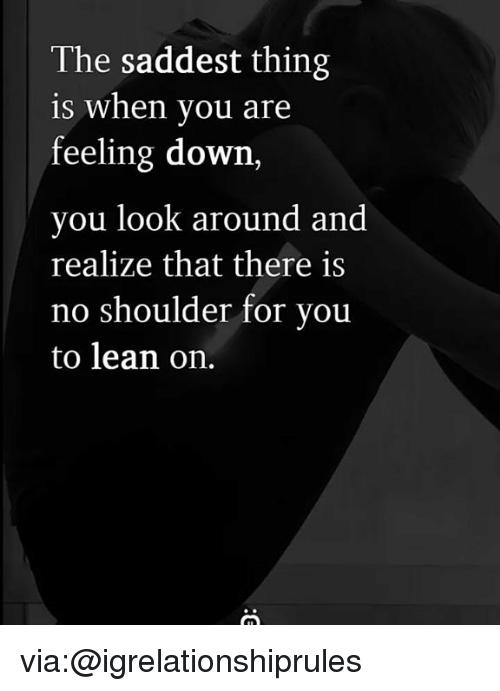 The saddest thing
is when you are
feeling down,
you look around and
realize that there is
no shoulder for you
to lean on.
via:@igrelationshiprules